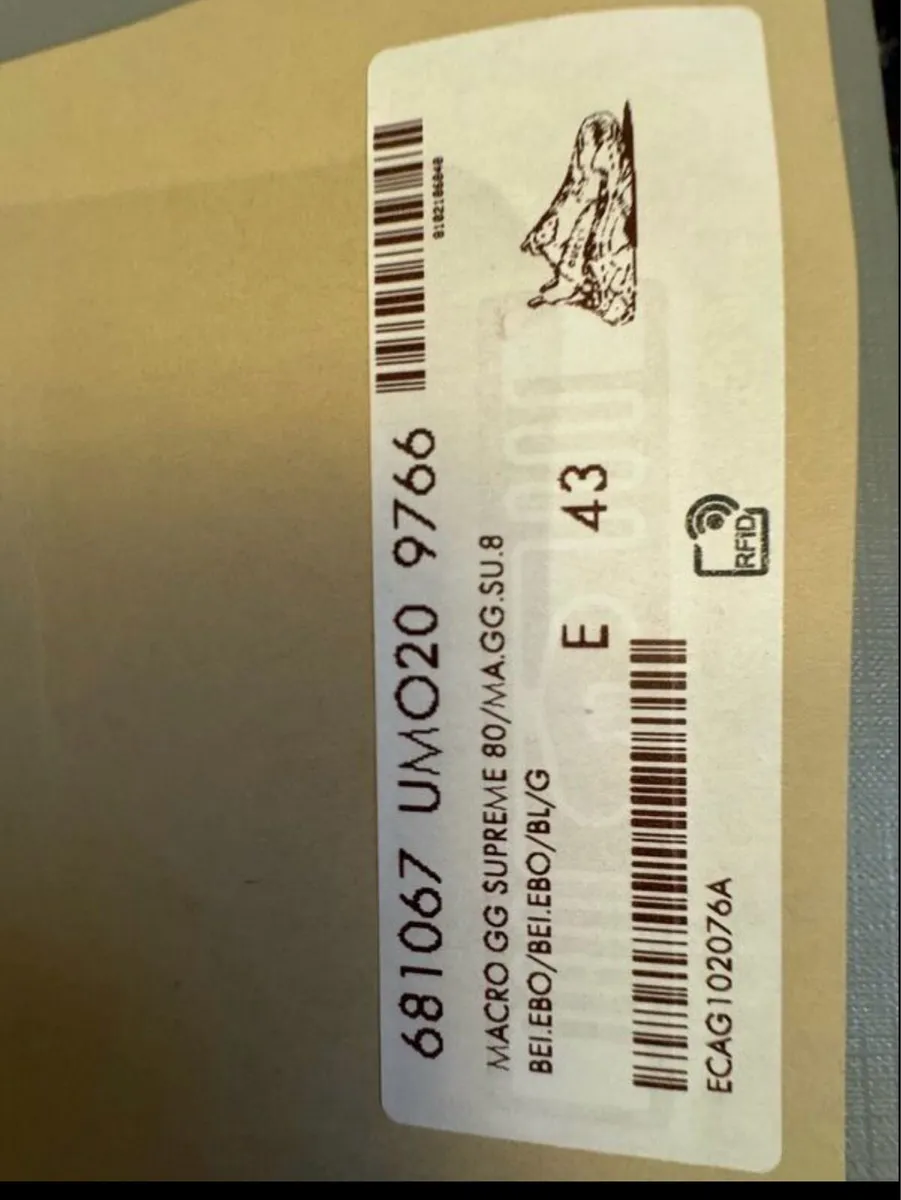 681067 UMO20 9766
8102186840
MACRO GG SUPREME 80/MA.GG.SU.8
BEI.EBO/BEI.EBO/BL/G
E 43
ECAG102076A
RFiD